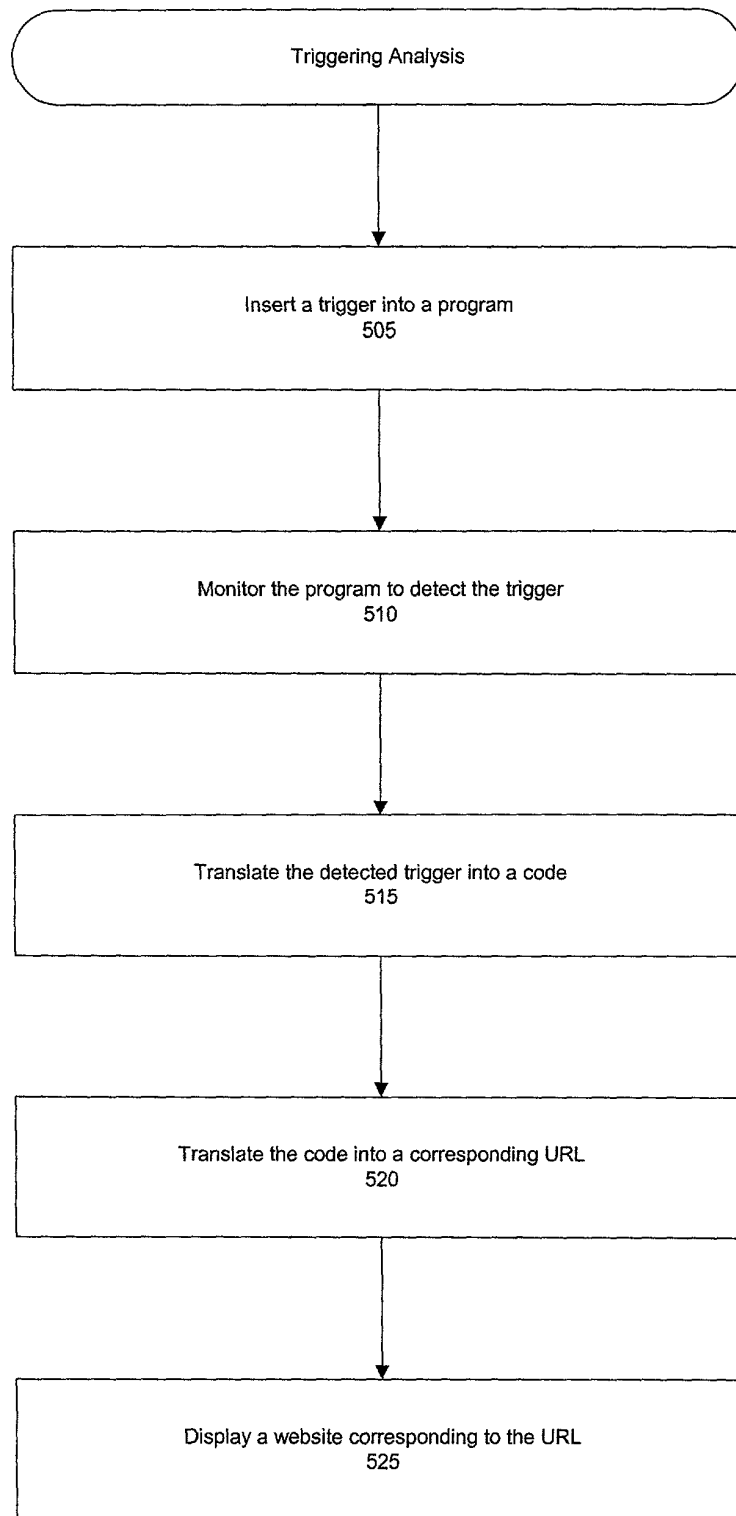 Triggering Analysis
Insert a trigger into a program
505
Monitor the program to detect the trigger
510
Translate the detected trigger into a code
515
Translate the code into a corresponding URL
520
Display a website corresponding to the URL
525